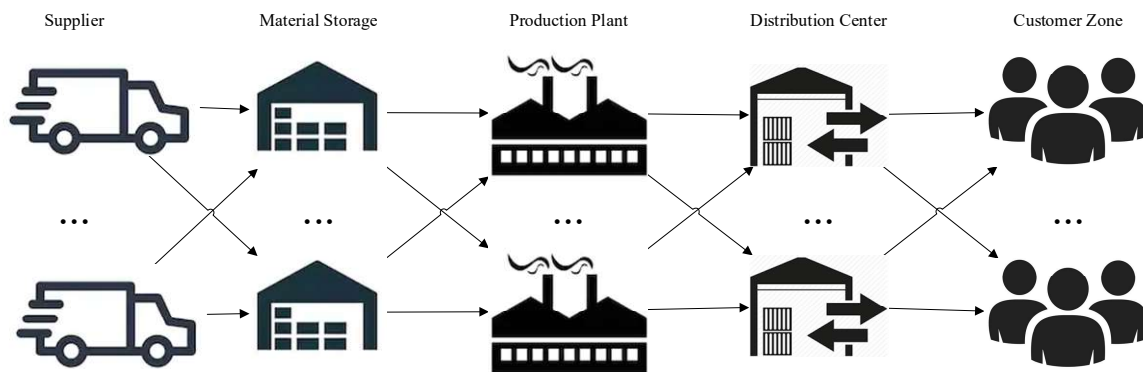 Supplier
Material Storage
Production Plant
Distribution Center
Customer Zone
...
...
...
...
...